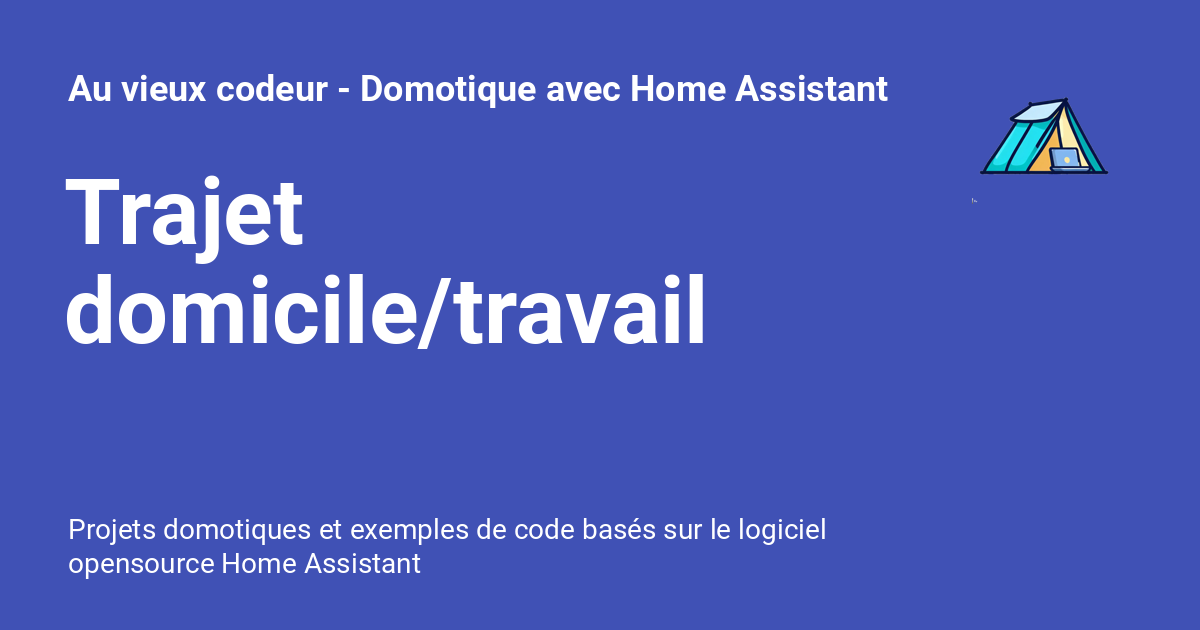 Au vieux codeur - Domotique avec Home Assistant
Trajet
domicile/travail
Projets domotiques et exemples de code basés sur le logiciel
opensource Home Assistant